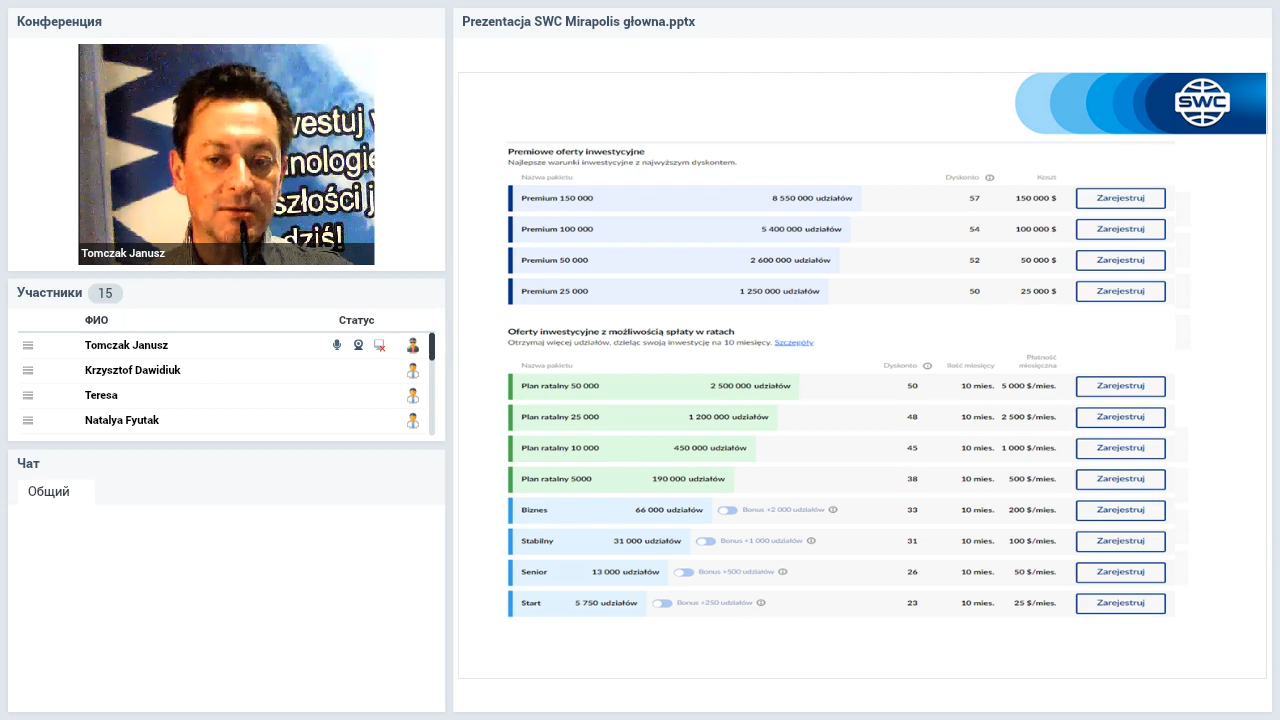 Конференция
westuj w
nologie
szłości j
dziś!
Tomczak Janusz
Участники 15
ФИО Статус
Tomczak Janusz
Krzysztof Dawidiuk
Teresa
Natalya Fyutak
Чат
Общий
Prezentacja SWC Mirapolis głowna.pptx
SWC
Premiowe oferty inwestycyjne
Najlepsze warunki inwestycyjne z najwyższym dyskontem.
Nazwa pakietu Dyskonto Koszt
Premium 150 000 8 550 000 udziałów 57 150 000 $ Zarejestruj
Premium 100 000 5 400 000 udziałów 54 100 000 $ Zarejestruj
Premium 50 000 2 600 000 udziałów 52 50 000 $ Zarejestruj
Premium 25 000 1 250 000 udziałów 50 25 000 $ Zarejestruj
Oferty inwestycyjne z możliwością spłaty w ratach
Otrzymaj więcej udziałów, dzieląc swoją inwestycję na 10 miesięcy. Szczegóły
Nazwa pakietu Dyskonto Ilość miesięcy Płatność miesięczna
Plan ratalny 50 000 2 500 000 udziałów 50 10 mies. 5 000 $/mies. Zarejestruj
Plan ratalny 25 000 1 200 000 udziałów 48 10 mies. 2 500 $/mies. Zarejestruj
Plan ratalny 10 000 450 000 udziałów 45 10 mies. 1 000 $/mies. Zarejestruj
Plan ratalny 5000 190 000 udziałów 38 10 mies. 500 $/mies. Zarejestruj
Biznes 66 000 udziałów Bonus +2 000 udziałów 33 10 mies. 200 $/mies. Zarejestruj
Stabilny 31 000 udziałów Bonus +1 000 udziałów 31 10 mies. 100 $/mies. Zarejestruj
Senior 13 000 udziałów Bonus +500 udziałów 26 10 mies. 50 $/mies. Zarejestruj
Start 5 750 udziałów Bonus +250 udziałów 23 10 mies. 25 $/mies. Zarejestruj